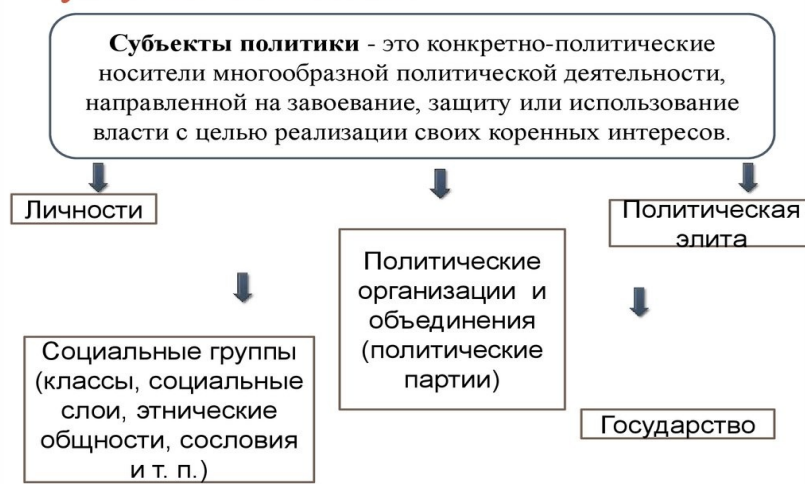 Субъекты политики - это конкретно-политические
носители многообразной политической деятельности,
направленной на завоевание, защиту или использование
власти с целью реализации своих коренных интересов.
Личности
Политическая
элита
Политические
организации и
объединения
(политические
партии)
Социальные группы
(классы, социальные
слои, этнические
общности, сословия
и т. п.)
Государство